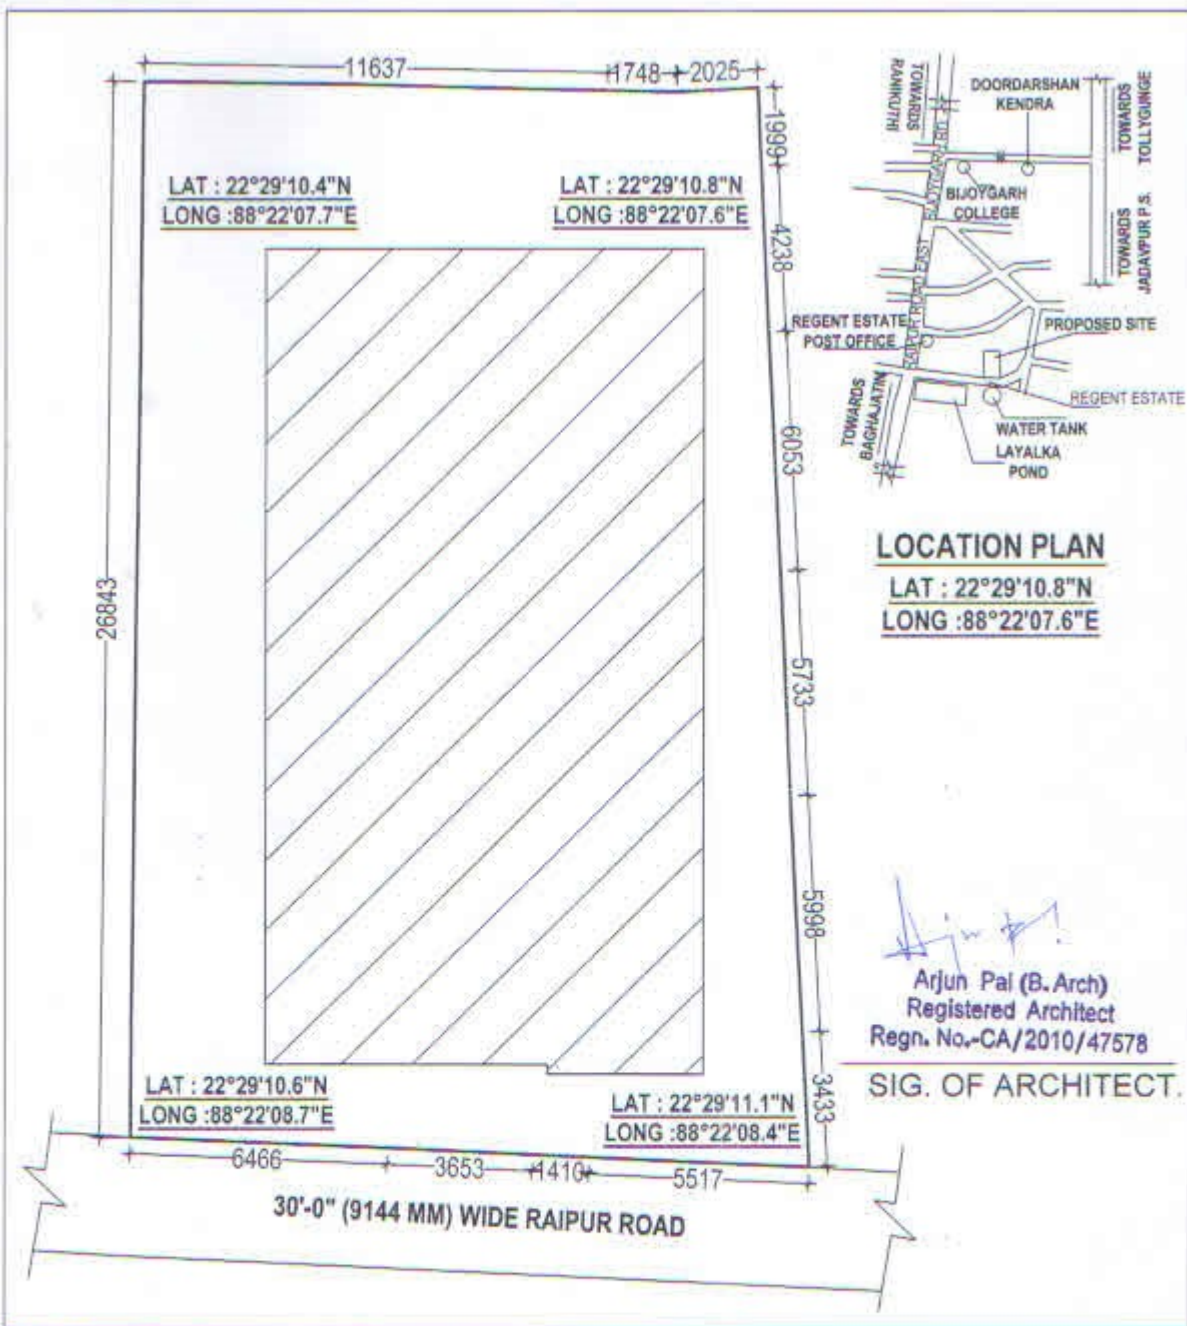 11637
1748
2025
26843
1999
4238
6053
5733
5998
3433
LAT : 22°29'10.4"N
LONG :88°22'07.7"E
LAT : 22°29'10.8"N
LONG :88°22'07.6"E
LAT : 22°29'10.6"N
LONG :88°22'08.7"E
LAT : 22°29'11.1"N
LONG :88°22'08.4"E
6466
3653
1410
5517
30'-0" (9144 MM) WIDE RAIPUR ROAD
TOWARDS
RANIKUTHI
DOORDARSHAN
KENDRA
TOWARDS
TOLLYGUNGE
BIJOYGARH RD.
BIJOYGARH
COLLEGE
TOWARDS
JADAVPUR P.S.
RAIPUR ROAD EAST
REGENT ESTATE
POST OFFICE
PROPOSED SITE
REGENT ESTATE
TOWARDS
BAGHAJATIN
WATER TANK
LAYALKA
POND
LOCATION PLAN
LAT : 22°29'10.8"N
LONG :88°22'07.6"E
Arjun Pal (B. Arch)
Registered Architect
Regn. No.-CA/2010/47578
SIG. OF ARCHITECT.